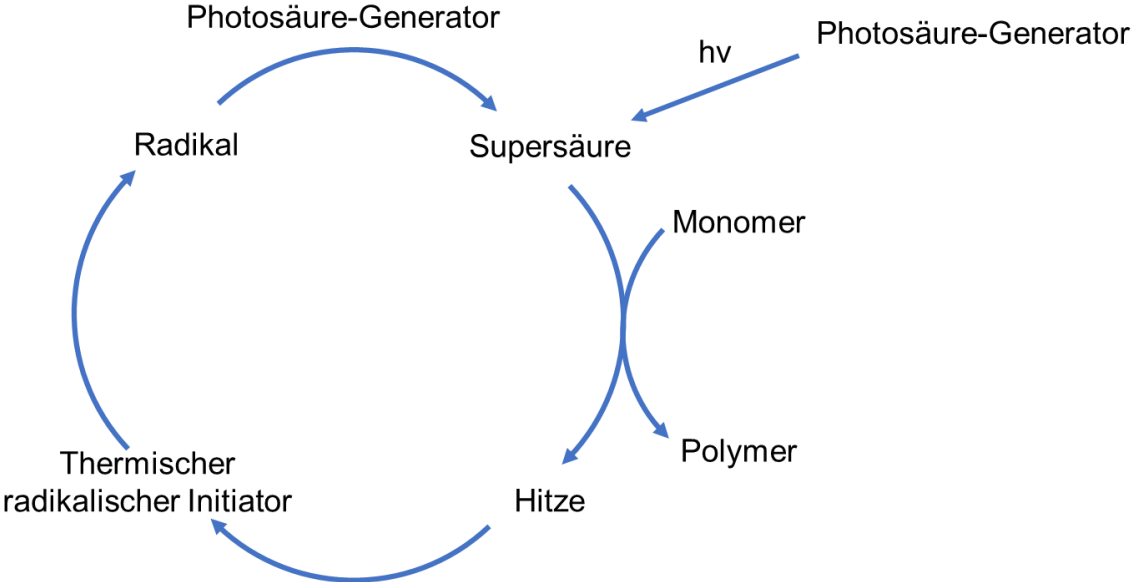 Photosäure-Generator
Photosäure-Generator
hv
Radikal
Supersäure
Monomer
Thermischer
radikalischer Initiator
Polymer
Hitze